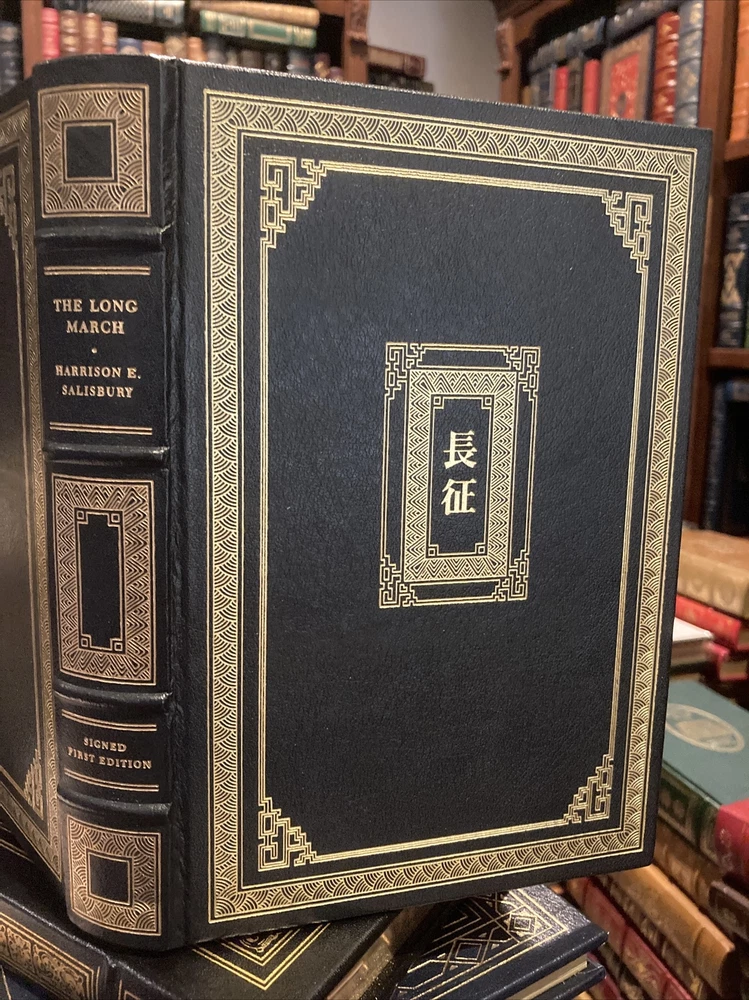 THE LONG
MARCH
•
HARRISON E.
SALISBURY
SIGNED
FIRST EDITION
長
征